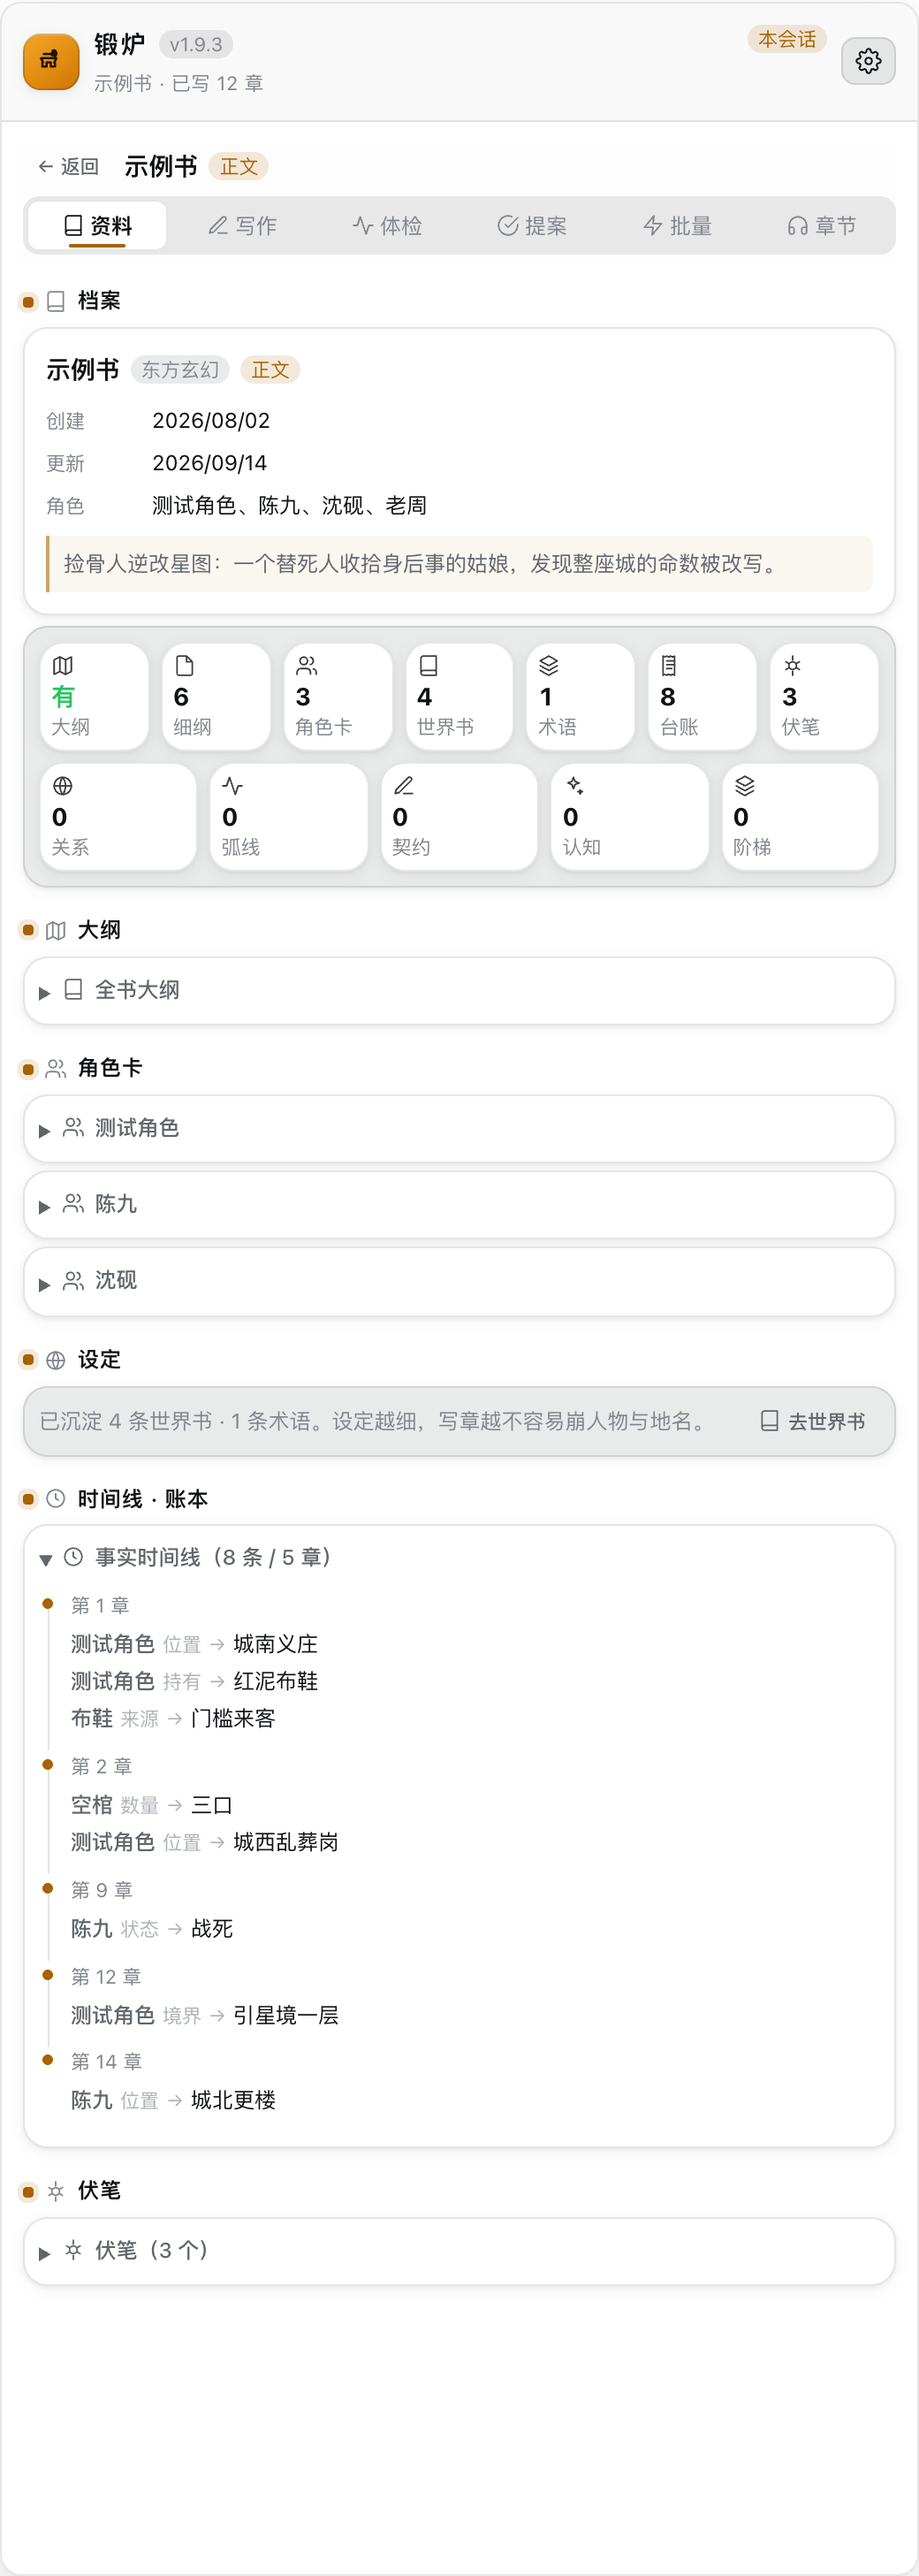 锻炉 v1.9.3
本会话
示例书 · 已写 12 章
← 返回 示例书 正文
资料 写作 体检 提案 批量 章节
档案
示例书 东方玄幻 正文
创建 2026/08/02
更新 2026/09/14
角色 测试角色、陈九、沈砚、老周
捡骨人逆改星图：一个替死人收拾身后事的姑娘，发现整座城的命数被改写。
有 6 3 4 1 8 3
大纲 细纲 角色卡 世界书 术语 台账 伏笔
0 0 0 0 0
关系 弧线 契约 认知 阶梯
大纲
全书大纲
角色卡
测试角色
陈九
沈砚
设定
已沉淀 4 条世界书 · 1 条术语。设定越细，写章越不容易崩人物与地名。 去世界书
时间线 · 账本
事实时间线（8 条 / 5 章）
第 1 章
测试角色 位置 → 城南义庄
测试角色 持有 → 红泥布鞋
布鞋 来源 → 门槛来客
第 2 章
空棺 数量 → 三口
测试角色 位置 → 城西乱葬岗
第 9 章
陈九 状态 → 战死
第 12 章
测试角色 境界 → 引星境一层
第 14 章
陈九 位置 → 城北更楼
伏笔
伏笔（3 个）